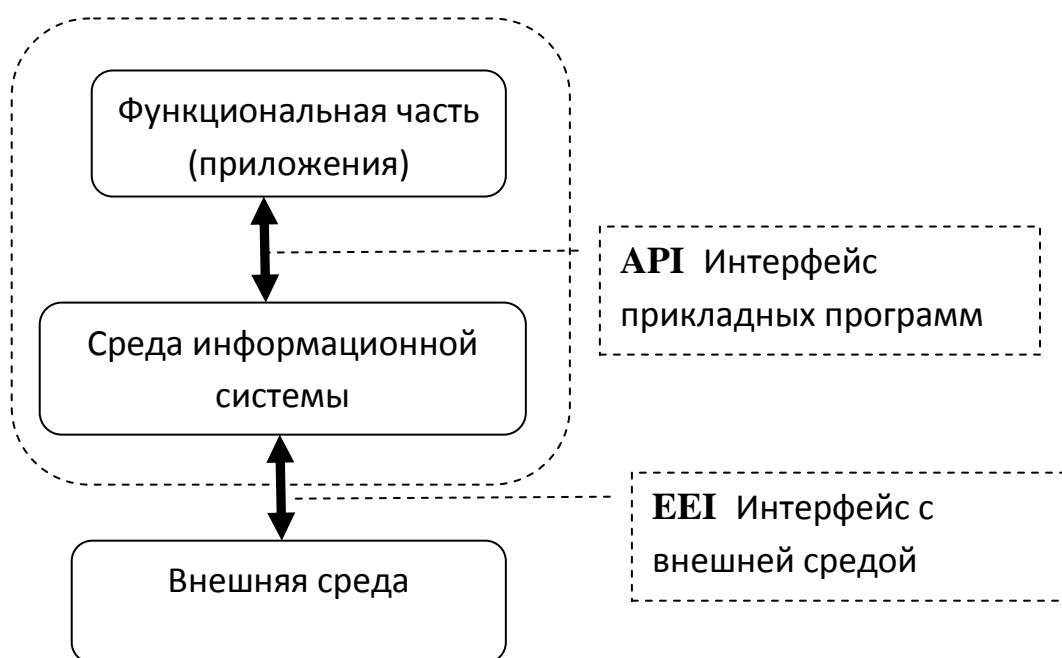 Функциональная часть
(приложения)
API Интерфейс
прикладных программ
Среда информационной
системы
EEI Интерфейс с
внешней средой
Внешняя среда